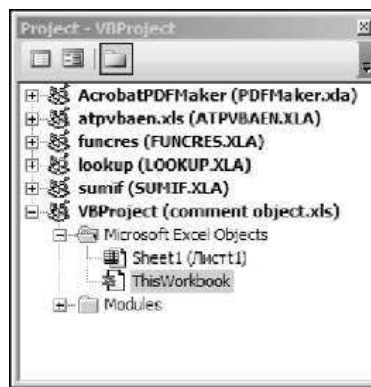 Project - VBProject
AcrobatPDFMaker (PDFMaker.xla)
atpvbaen.xls (ATPVBAEN.XLA)
funcres (FUNCRES.XLA)
lookup (LOOKUP.XLA)
sumif (SUMIF.XLA)
VBProject (comment object.xls)
Microsoft Excel Objects
Sheet1 (Лист1)
ThisWorkbook
Modules